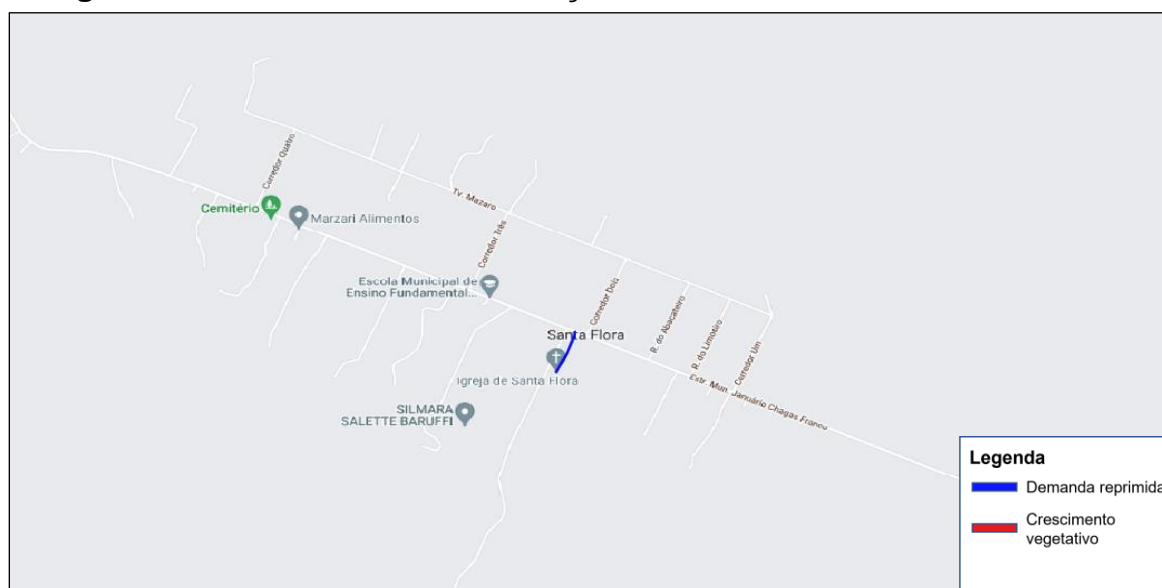 Corredor Quatro
Cemitério
Marzari Alimentos
Tv. Mazaro
Corredor Três
Escola Municipal de
Ensino Fundamental...
Corredor Dois
Santa Flora
R. do Abacateiro
R. do Limoeiro
Corredor Um
Igreja de Santa Flora
Estr. Mun. Januário Chagas Franco
SILMARA
SALETTE BARUFFI
Legenda
Demanda reprimida
Crescimento
vegetativo